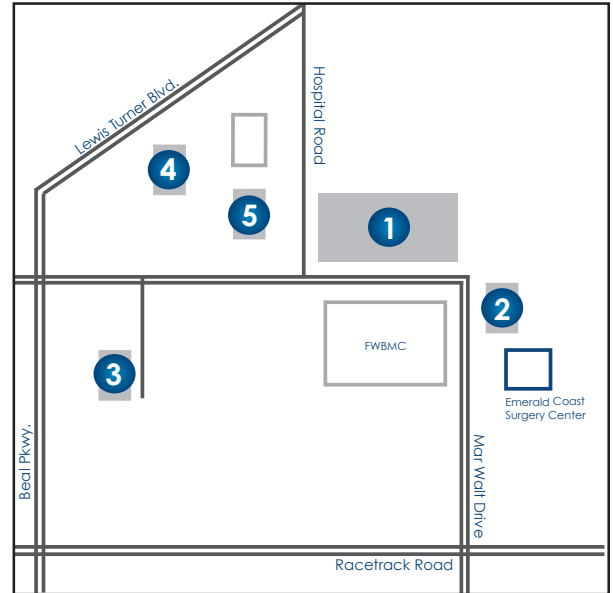 Lewis Turner Blvd.
Hospital Road
4
5
1
2
FWBMC
3
Emerald Coast
Surgery Center
Beal Pkwy.
Mar Walt Drive
Racetrack Road